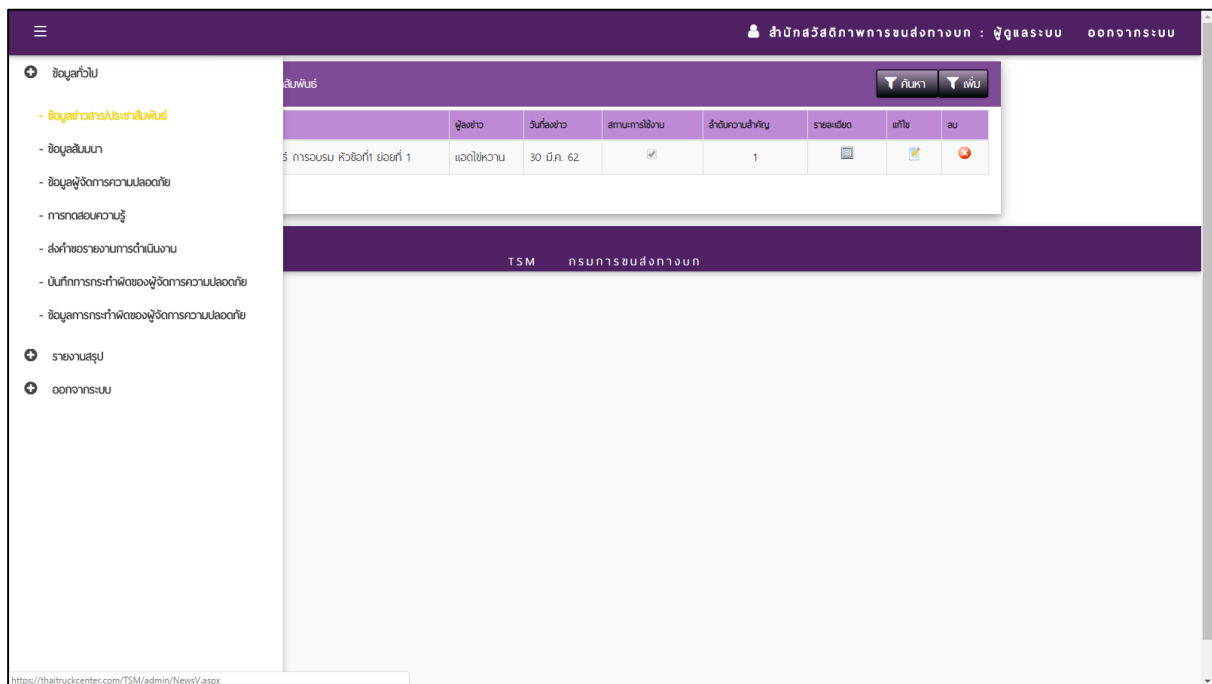 ☰ สำนักสวัสดิภาพการขนส่งทางบก : ผู้ดูแลระบบ ออกจากระบบ
ข้อมูลทั่วไป
- ข้อมูลข่าวสาร/ประชาสัมพันธ์
- ข้อมูลสัมมนา
- ข้อมูลผู้จัดการความปลอดภัย
- การทดสอบความรู้
- ส่งคำขอรายงานการดำเนินงาน
- บันทึกการกระทำผิดของผู้จัดการความปลอดภัย
- ข้อมูลการกระทำผิดของผู้จัดการความปลอดภัย
รายงานสรุป
ออกจากระบบ
สัมพันธ์ ค้นหา เพิ่ม
ผู้ลงข่าว วันที่ลงข่าว สถานะการใช้งาน ลำดับความสำคัญ รายละเอียด แก้ไข ลบ
ธ์ การอบรม หัวข้อที่1 ย่อยที่ 1 แอดไข่หวาน 30 มี.ค. 62 1
TSM กรมการขนส่งทางบก
https://thaitruckcenter.com/TSM/admin/NewsV.aspx